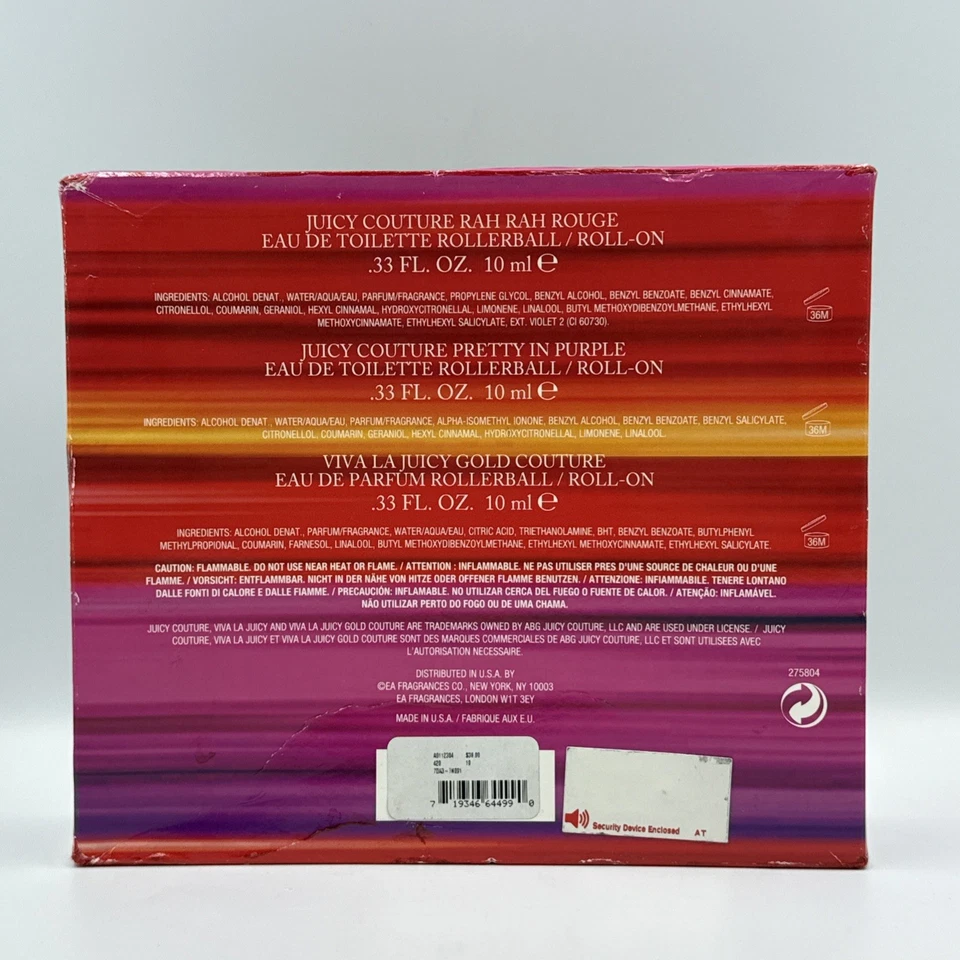 JUICY COUTURE RAH RAH ROUGE
EAU DE TOILETTE ROLLERBALL / ROLL-ON
.33 FL. OZ. 10 ml ℮
INGREDIENTS: ALCOHOL DENAT., WATER/AQUA/EAU, PARFUM/FRAGRANCE, PROPYLENE GLYCOL, BENZYL ALCOHOL, BENZYL BENZOATE, BENZYL CINNAMATE,
CITRONELLOL, COUMARIN, GERANIOL, HEXYL CINNAMAL, HYDROXYCITRONELLAL, LIMONENE, LINALOOL, BUTYL METHOXYDIBENZOYLMETHANE, ETHYLHEXYL
METHOXYCINNAMATE, ETHYLHEXYL SALICYLATE, EXT. VIOLET 2 (CI 60730).
36M
JUICY COUTURE PRETTY IN PURPLE
EAU DE TOILETTE ROLLERBALL / ROLL-ON
.33 FL. OZ. 10 ml ℮
INGREDIENTS: ALCOHOL DENAT., WATER/AQUA/EAU, PARFUM/FRAGRANCE, ALPHA-ISOMETHYL IONONE, BENZYL ALCOHOL, BENZYL BENZOATE, BENZYL SALICYLATE,
CITRONELLOL, COUMARIN, GERANIOL, HEXYL CINNAMAL, HYDROXYCITRONELLAL, LIMONENE, LINALOOL.
36M
VIVA LA JUICY GOLD COUTURE
EAU DE PARFUM ROLLERBALL / ROLL-ON
.33 FL. OZ. 10 ml ℮
INGREDIENTS: ALCOHOL DENAT., PARFUM/FRAGRANCE, WATER/AQUA/EAU, CITRIC ACID, TRIETHANOLAMINE, BHT, BENZYL BENZOATE, BUTYLPHENYL
METHYLPROPIONAL, COUMARIN, FARNESOL, LINALOOL, BUTYL METHOXYDIBENZOYLMETHANE, ETHYLHEXYL METHOXYCINNAMATE, ETHYLHEXYL SALICYLATE.
36M
CAUTION: FLAMMABLE. DO NOT USE NEAR HEAT OR FLAME. / ATTENTION : INFLAMMABLE. NE PAS UTILISER PRES D'UNE SOURCE DE CHALEUR OU D'UNE
FLAMME. / VORSICHT: ENTFLAMMBAR. NICHT IN DER NÄHE VON HITZE ODER OFFENER FLAMME BENUTZEN. / ATTENZIONE: INFIAMMABILE. TENERE LONTANO
DALLE FONTI DI CALORE E DALLE FIAMME. / PRECAUCIÓN: INFLAMABLE. NO UTILIZAR CERCA DEL FUEGO O FUENTE DE CALOR. / ATENÇÃO: INFLAMÁVEL.
NÃO UTILIZAR PERTO DO FOGO OU DE UMA CHAMA.
JUICY COUTURE, VIVA LA JUICY AND VIVA LA JUICY GOLD COUTURE ARE TRADEMARKS OWNED BY ABG JUICY COUTURE, LLC AND ARE USED UNDER LICENSE. / JUICY
COUTURE, VIVA LA JUICY ET VIVA LA JUICY GOLD COUTURE SONT DES MARQUES COMMERCIALES DE ABG JUICY COUTURE, LLC ET SONT UTILISEES AVEC
L'AUTORISATION NECESSAIRE.
DISTRIBUTED IN U.S.A. BY
©EA FRAGRANCES CO., NEW YORK, NY 10003
EA FRAGRANCES, LONDON W1T 3EY
275804
MADE IN U.S.A. / FABRIQUE AUX E.U.
7 19346 64499 0
Security Device Enclosed AT